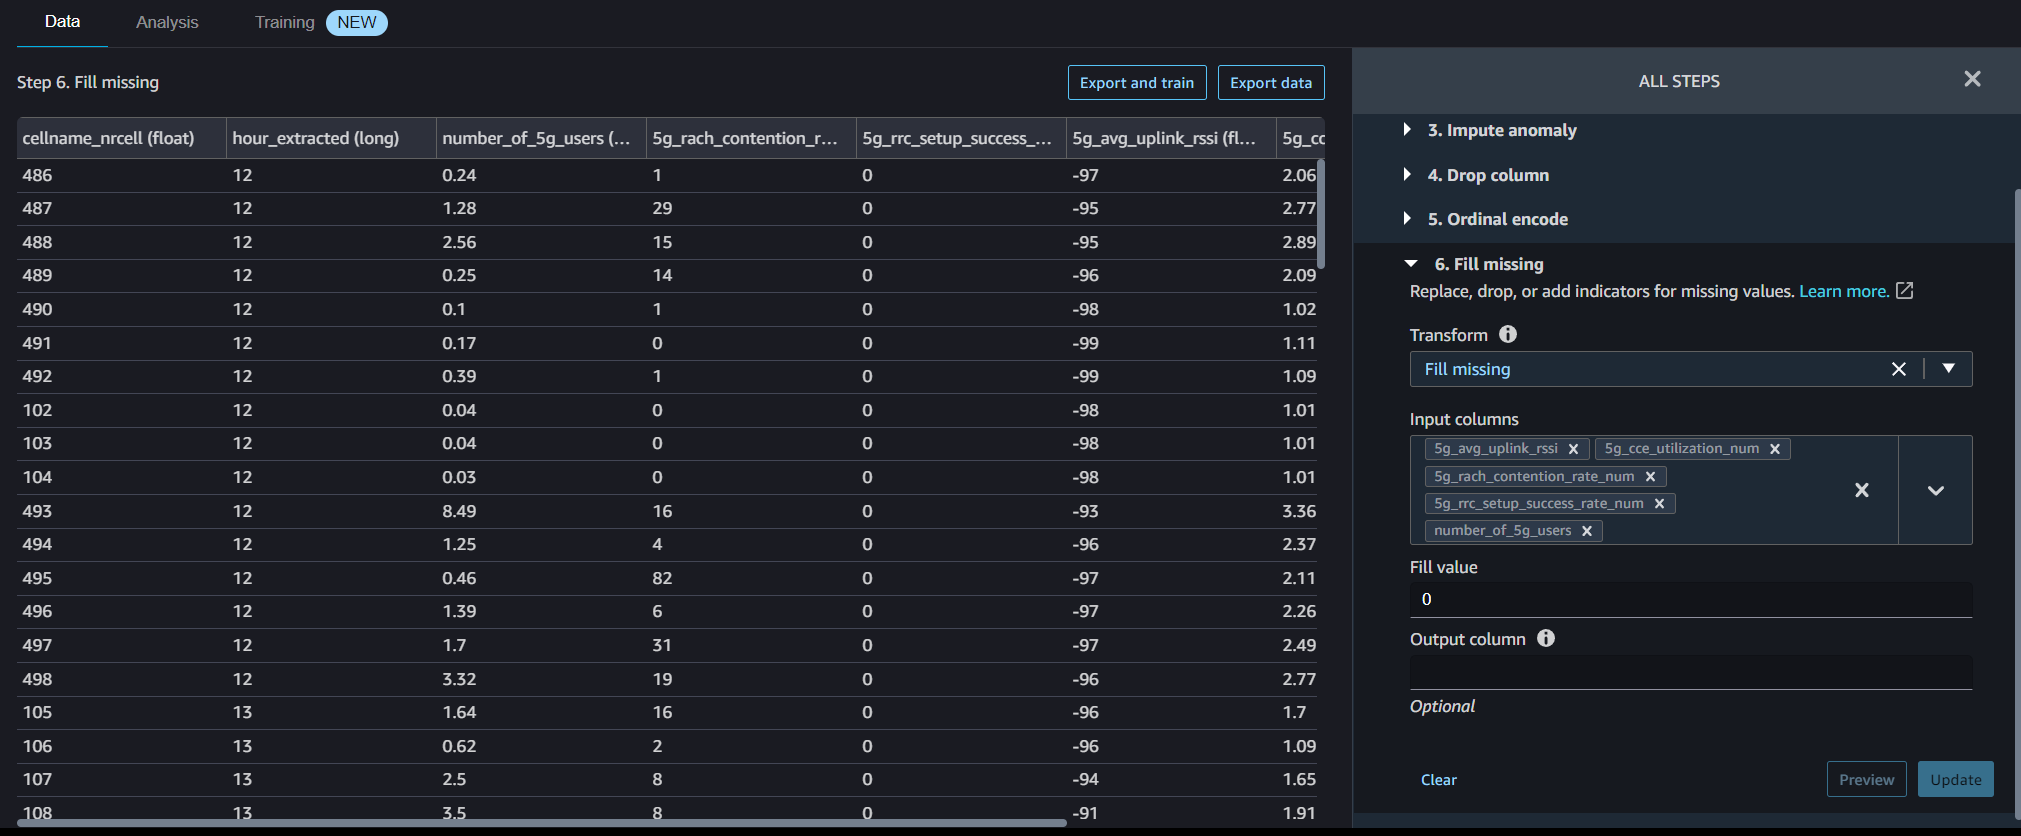 Data Analysis Training NEW
Step 6. Fill missing
Export and train Export data
cellname_nrcell (float) hour_extracted (long) number_of_5g_users (... 5g_rach_contention_r... 5g_rrc_setup_success_... 5g_avg_uplink_rssi (fl... 5g_cc
486 12 0.24 1 0 -97 2.06
487 12 1.28 29 0 -95 2.77
488 12 2.56 15 0 -95 2.89
489 12 0.25 14 0 -96 2.09
490 12 0.1 1 0 -98 1.02
491 12 0.17 0 0 -99 1.11
492 12 0.39 1 0 -99 1.09
102 12 0.04 0 0 -98 1.01
103 12 0.04 0 0 -98 1.01
104 12 0.03 0 0 -98 1.01
493 12 8.49 16 0 -93 3.36
494 12 1.25 4 0 -96 2.37
495 12 0.46 82 0 -97 2.11
496 12 1.39 6 0 -97 2.26
497 12 1.7 31 0 -97 2.49
498 12 3.32 19 0 -96 2.77
105 13 1.64 16 0 -96 1.7
106 13 0.62 2 0 -96 1.09
107 13 2.5 8 0 -94 1.65
108 13 3.5 8 0 -91 1.91
ALL STEPS
3. Impute anomaly
4. Drop column
5. Ordinal encode
6. Fill missing
Replace, drop, or add indicators for missing values. Learn more.
Transform
Fill missing
Input columns
5g_avg_uplink_rssi 5g_cce_utilization_num
5g_rach_contention_rate_num
5g_rrc_setup_success_rate_num
number_of_5g_users
Fill value
0
Output column
Optional
Clear Preview Update